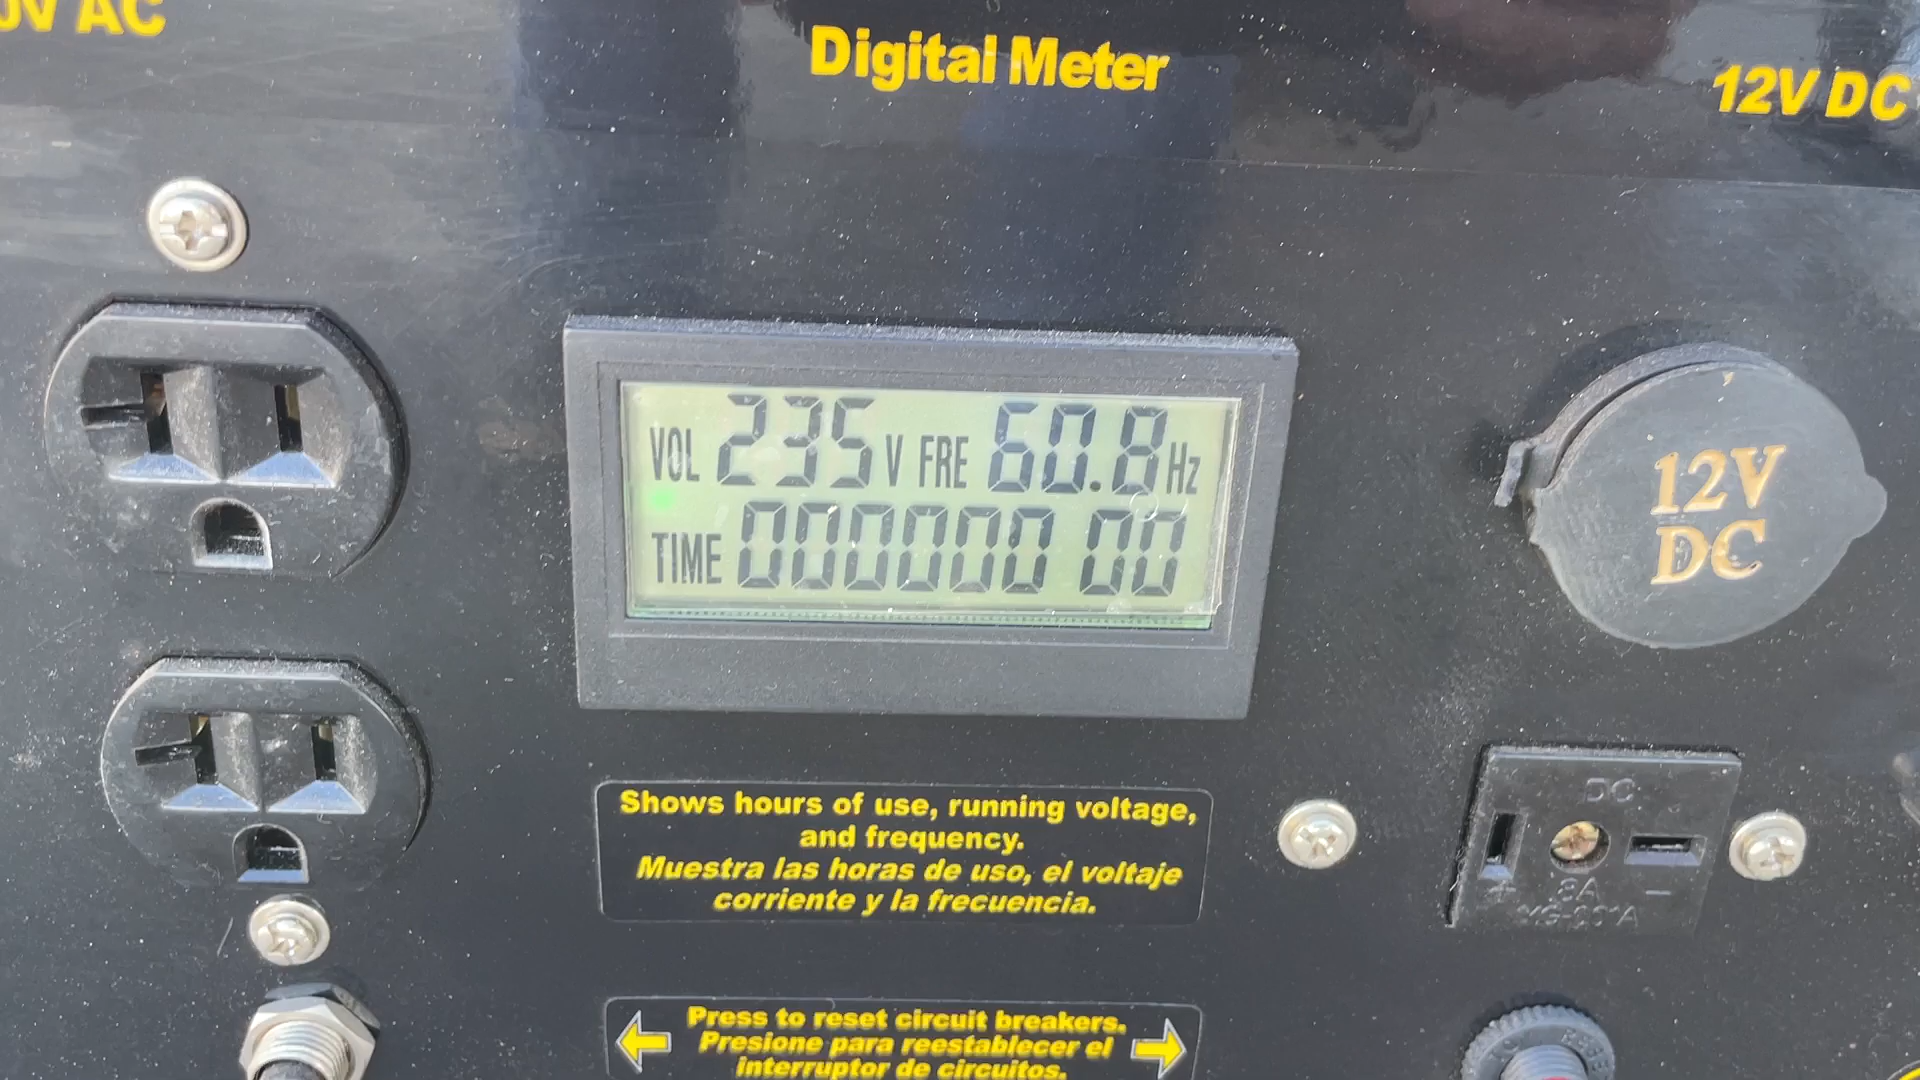 0V AC
Digital Meter
12V DC
VOL 235 V FRE 60.8 Hz
TIME 000000 00
12V
DC
Shows hours of use, running voltage,
and frequency.
Muestra las horas de uso, el voltaje
corriente y la frecuencia.
DC
+ 8A −
Press to reset circuit breakers.
Presione para reestablecer el
interruptor de circuitos.